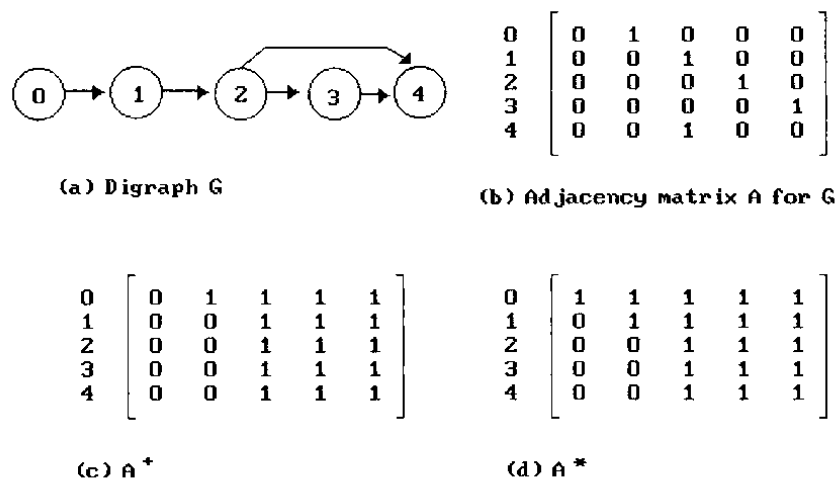 0 1 2 3 4
(a) Digraph G
0 0 1 0 0 0
1 0 0 1 0 0
2 0 0 0 1 0
3 0 0 0 0 1
4 0 0 1 0 0
(b) Adjacency matrix A for G
0 0 1 1 1 1
1 0 0 1 1 1
2 0 0 1 1 1
3 0 0 1 1 1
4 0 0 1 1 1
(c) A⁺
0 1 1 1 1 1
1 0 1 1 1 1
2 0 0 1 1 1
3 0 0 1 1 1
4 0 0 1 1 1
(d) A*